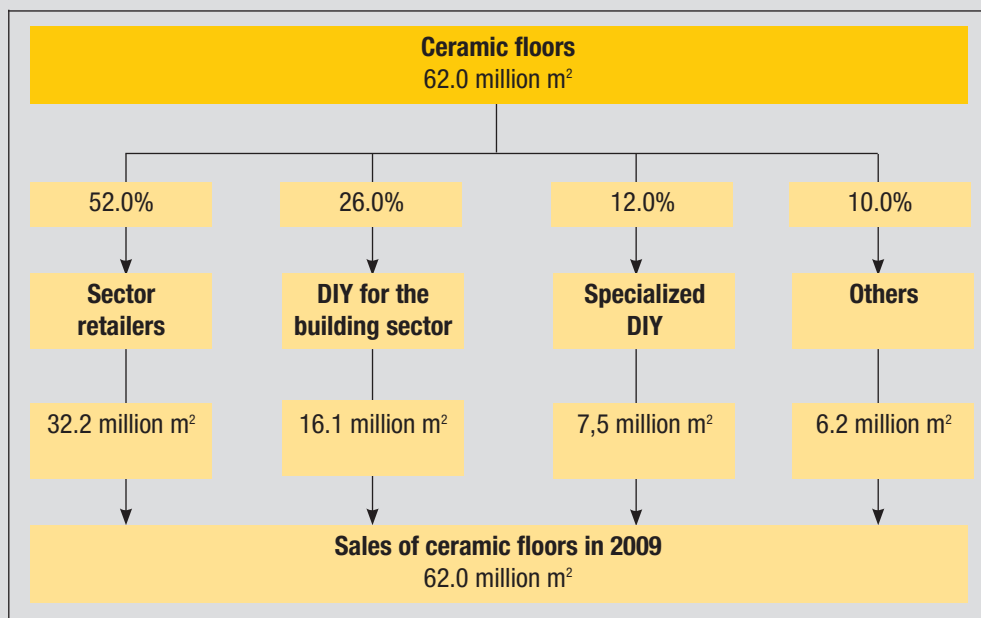 Ceramic floors
62.0 million m²
52.0%
26.0%
12.0%
10.0%
Sector
retailers
DIY for the
building sector
Specialized
DIY
Others
32.2 million m²
16.1 million m²
7,5 million m²
6.2 million m²
Sales of ceramic floors in 2009
62.0 million m²